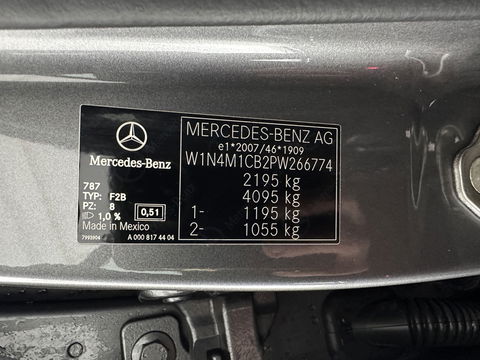 MERCEDES-BENZ AG
e1*2007/46*1909
W1N4M1CB2PW266774
2195 kg
4095 kg
1- 1195 kg
2- 1055 kg
Mercedes-Benz
787
TYP: F2B
PZ: 8
1,0 % 0,51
Made in Mexico
7993904 A 000 817 44 04